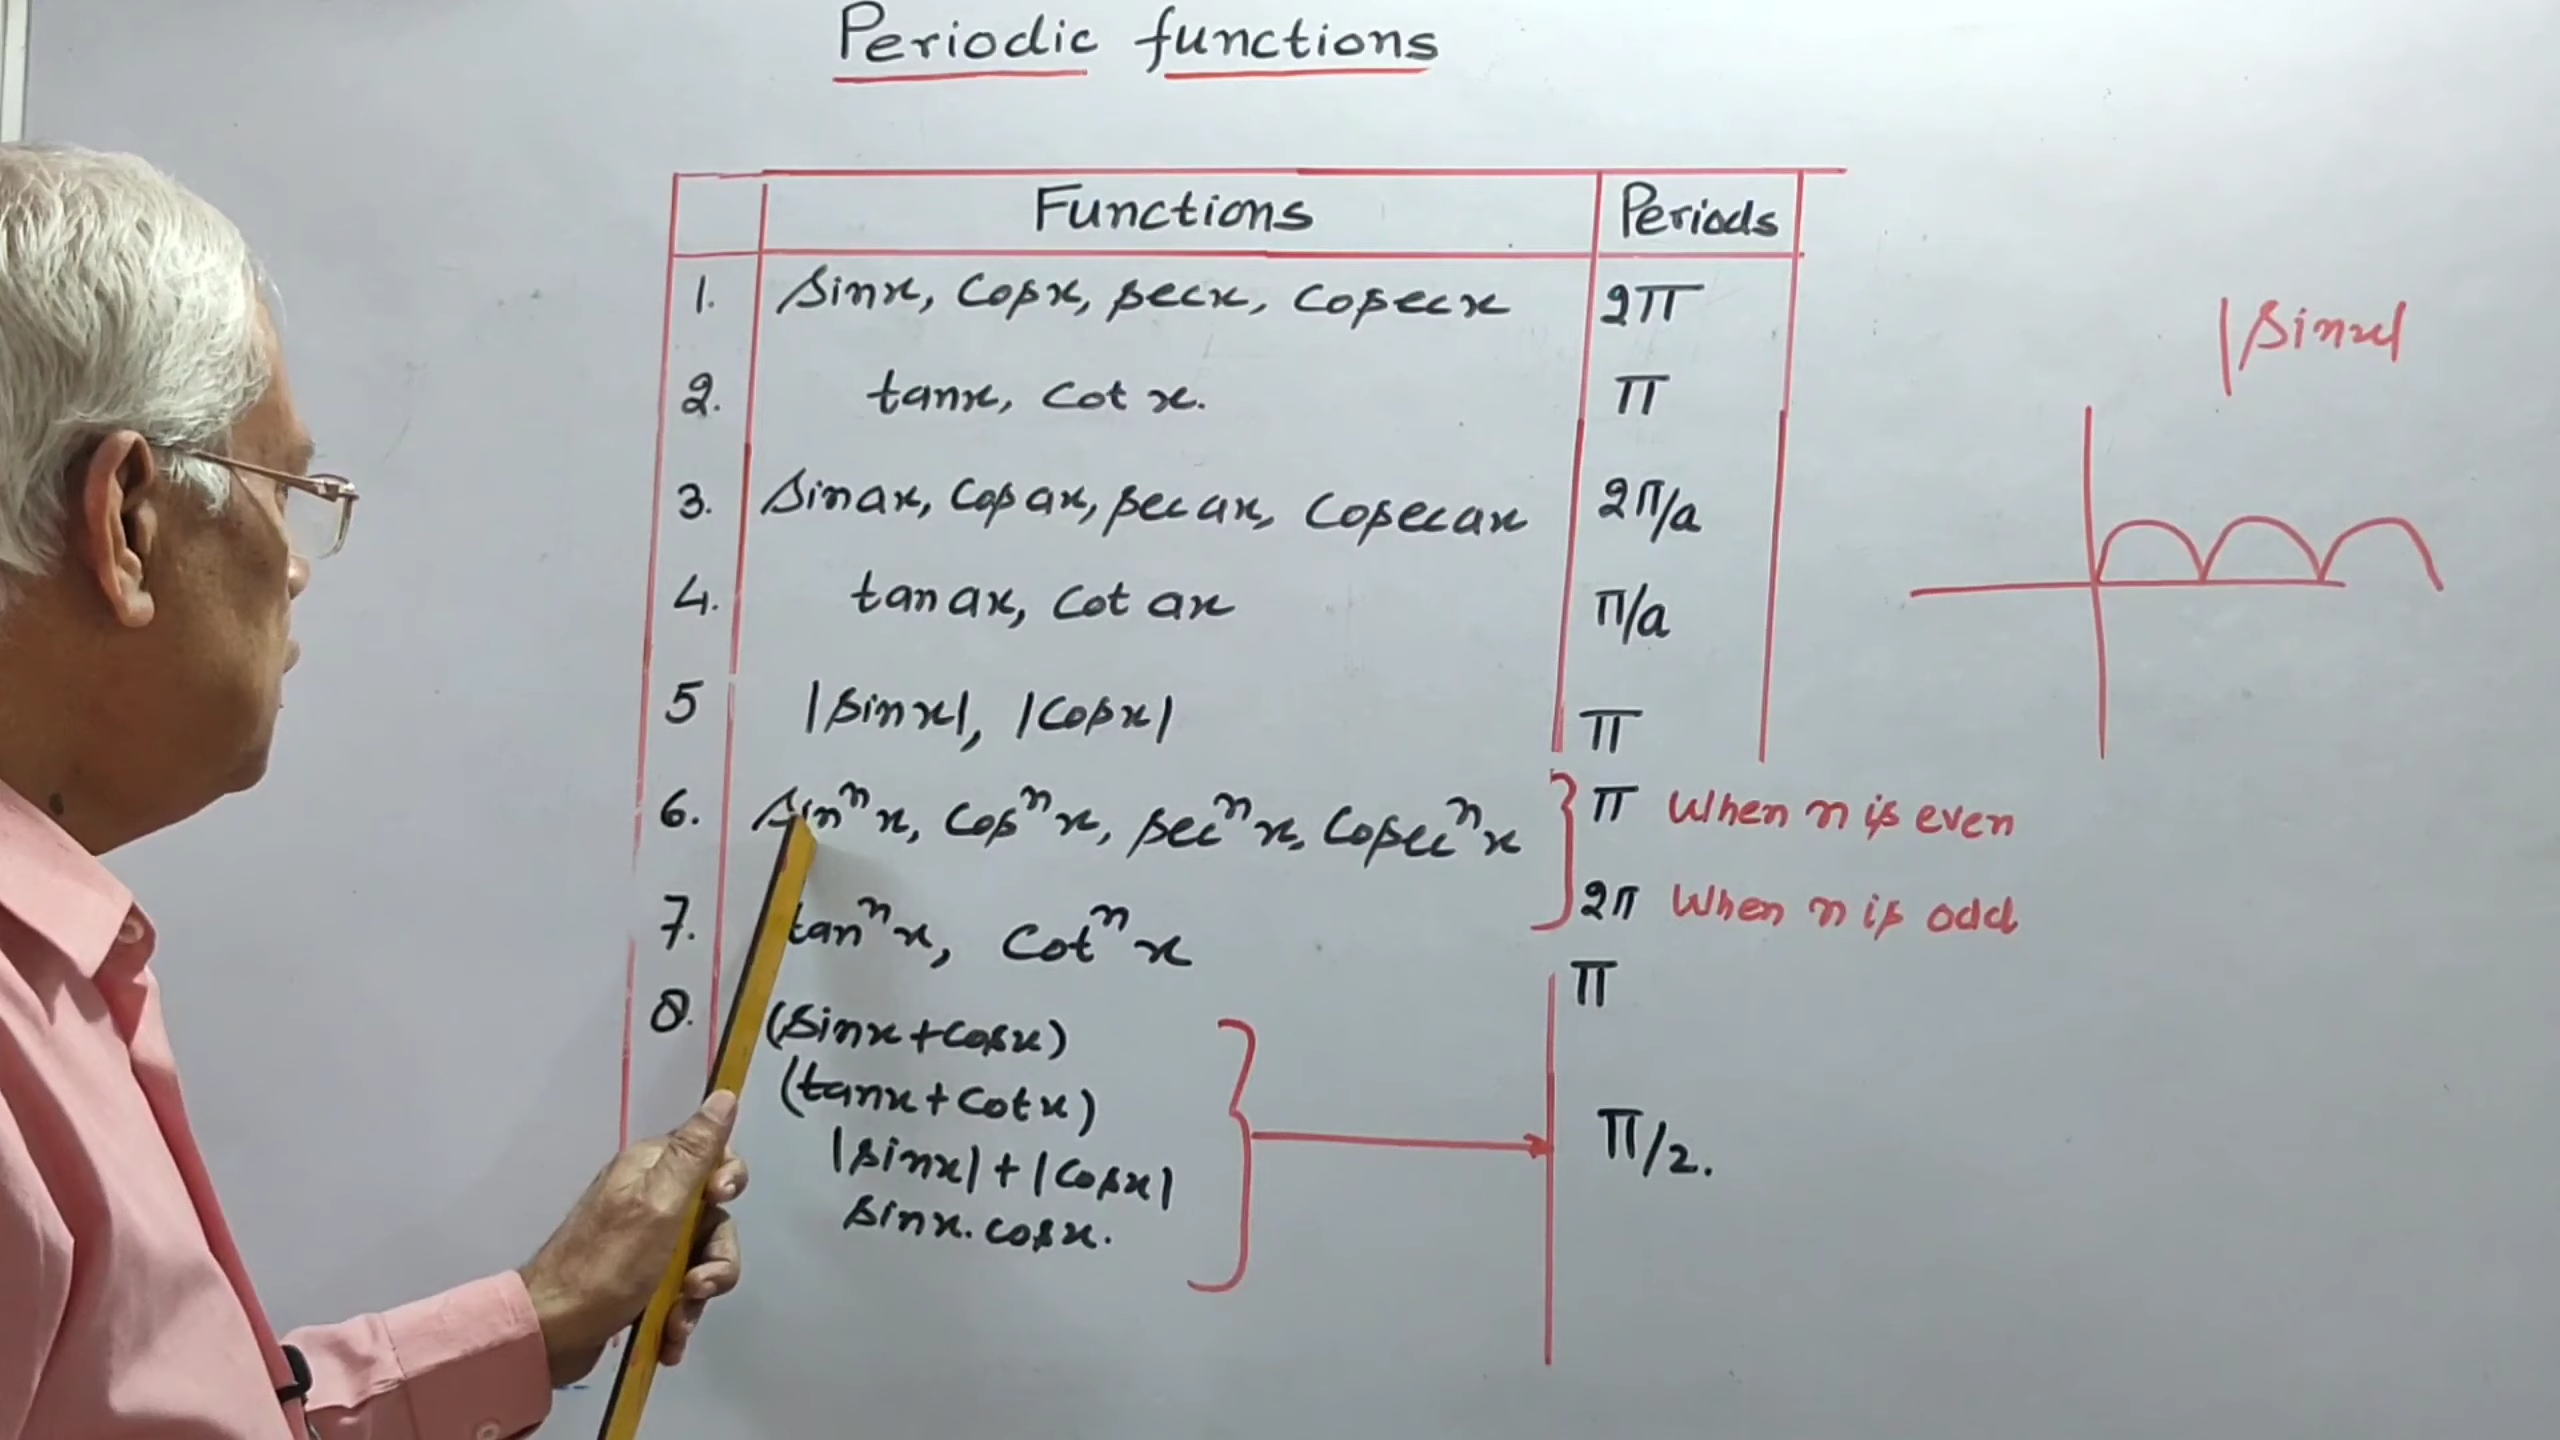 Periodic functions
Functions Periods
1. sinx, cosx, secx, cosecx 2π
2. tanx, cot x. π
3. sinax, cosax, secax, cosecax 2π/a
4. tanax, cot ax π/a
5 |sinx|, |cosx| π
6. sinⁿx, cosⁿx, secⁿx, cosecⁿx π When n is even
2π When n is odd
7. tanⁿx, cotⁿx π
8. (sinx+cosx)
(tanx+cotx)
|sinx|+|cosx|
sinx.cosx.
π/2.
|sinx|